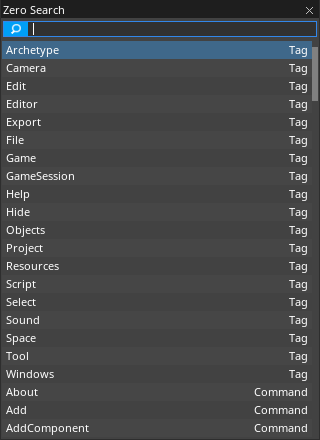 Zero Search
Archetype Tag
Camera Tag
Edit Tag
Editor Tag
Export Tag
File Tag
Game Tag
GameSession Tag
Help Tag
Hide Tag
Objects Tag
Project Tag
Resources Tag
Script Tag
Select Tag
Sound Tag
Space Tag
Tool Tag
Windows Tag
About Command
Add Command
AddComponent Command